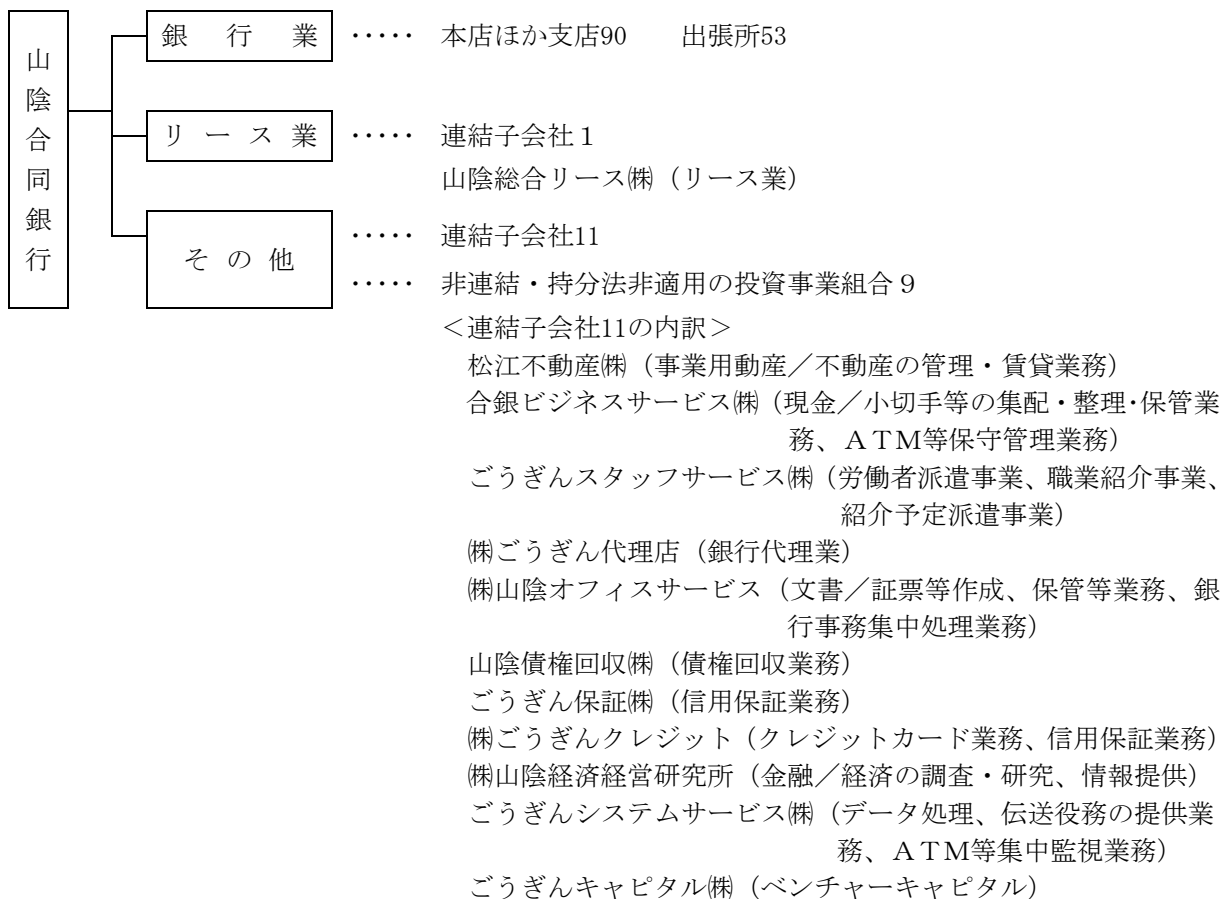 山陰合同銀行
銀行業 ‥‥‥ 本店ほか支店90　出張所53
リース業 ‥‥‥ 連結子会社１
山陰総合リース㈱（リース業）
その他 ‥‥‥ 連結子会社11
‥‥‥ 非連結・持分法非適用の投資事業組合９
＜連結子会社11の内訳＞
松江不動産㈱（事業用動産／不動産の管理・賃貸業務）
合銀ビジネスサービス㈱（現金／小切手等の集配・整理・保管業
務、ＡＴＭ等保守管理業務）
ごうぎんスタッフサービス㈱（労働者派遣事業、職業紹介事業、
紹介予定派遣事業）
㈱ごうぎん代理店（銀行代理業）
㈱山陰オフィスサービス（文書／証票等作成、保管等業務、銀
行事務集中処理業務）
山陰債権回収㈱（債権回収業務）
ごうぎん保証㈱（信用保証業務）
㈱ごうぎんクレジット（クレジットカード業務、信用保証業務）
㈱山陰経済経営研究所（金融／経済の調査・研究、情報提供）
ごうぎんシステムサービス㈱（データ処理、伝送役務の提供業
務、ＡＴＭ等集中監視業務）
ごうぎんキャピタル㈱（ベンチャーキャピタル）